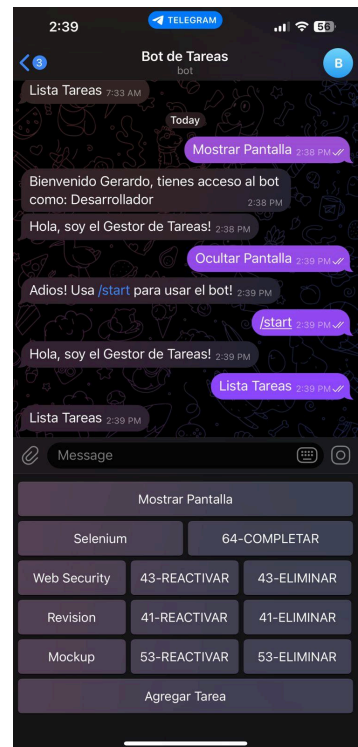 2:39
TELEGRAM
56
3
Bot de Tareas
bot
B
Lista Tareas 7:33 AM
Today
Mostrar Pantalla 2:38 PM
Bienvenido Gerardo, tienes acceso al bot
como: Desarrollador 2:38 PM
Hola, soy el Gestor de Tareas! 2:38 PM
Ocultar Pantalla 2:39 PM
Adios! Usa /start para usar el bot! 2:39 PM
/start 2:39 PM
Hola, soy el Gestor de Tareas! 2:39 PM
Lista Tareas 2:39 PM
Lista Tareas 2:39 PM
Message
Mostrar Pantalla
Selenium 64-COMPLETAR
Web Security 43-REACTIVAR 43-ELIMINAR
Revision 41-REACTIVAR 41-ELIMINAR
Mockup 53-REACTIVAR 53-ELIMINAR
Agregar Tarea